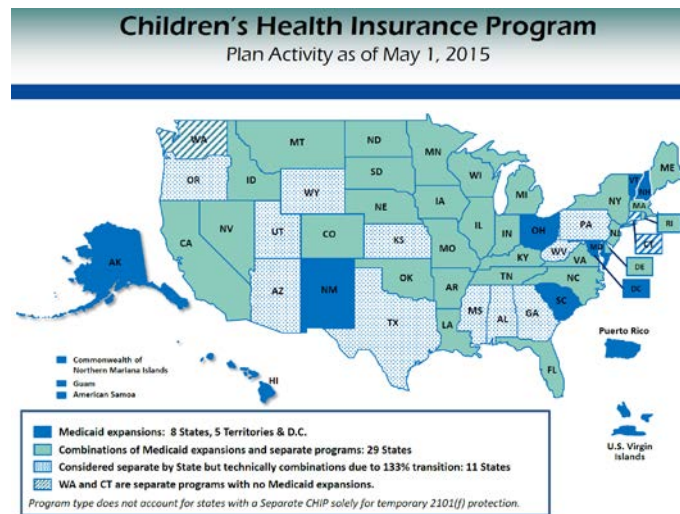 Children's Health Insurance Program
Plan Activity as of May 1, 2015
WA
MT
ND
MN
ME
VT
NH
OR
ID
SD
WI
MI
NY
MA
RI
WY
CT
NV
NE
IA
IL
IN
OH
PA
NJ
CA
UT
CO
KS
MO
KY
WV
MD
VA
DE
DC
AK
AZ
NM
OK
AR
TN
NC
SC
TX
LA
MS
AL
GA
FL
HI
Puerto Rico
Commonwealth of
Northern Mariana Islands
Guam
American Samoa
U.S. Virgin
Islands
Medicaid expansions: 8 States, 5 Territories & D.C.
Combinations of Medicaid expansions and separate programs: 29 States
Considered separate by State but technically combinations due to 133% transition: 11 States
WA and CT are separate programs with no Medicaid expansions.
Program type does not account for states with a Separate CHIP solely for temporary 2101(f) protection.